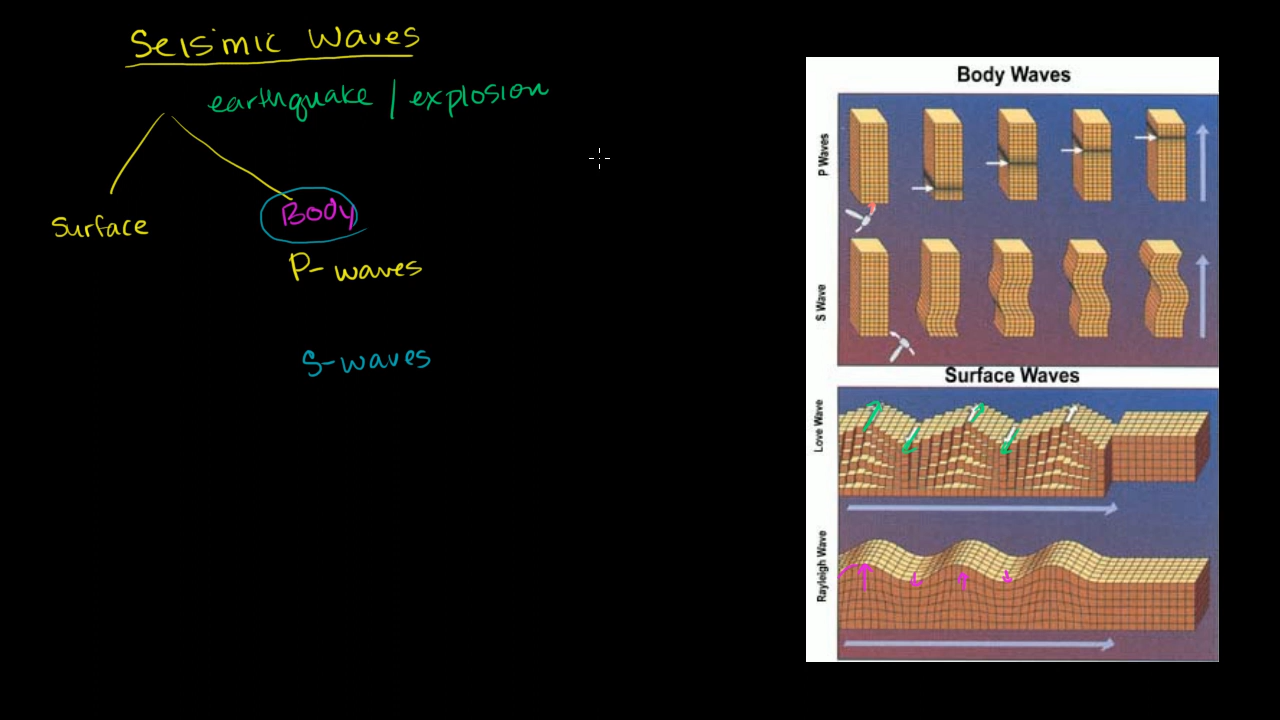 Seismic Waves
earthquake / explosion
Surface
Body
P-waves
S-waves
Body Waves
P Waves
S Wave
Surface Waves
Love Wave
Rayleigh Wave